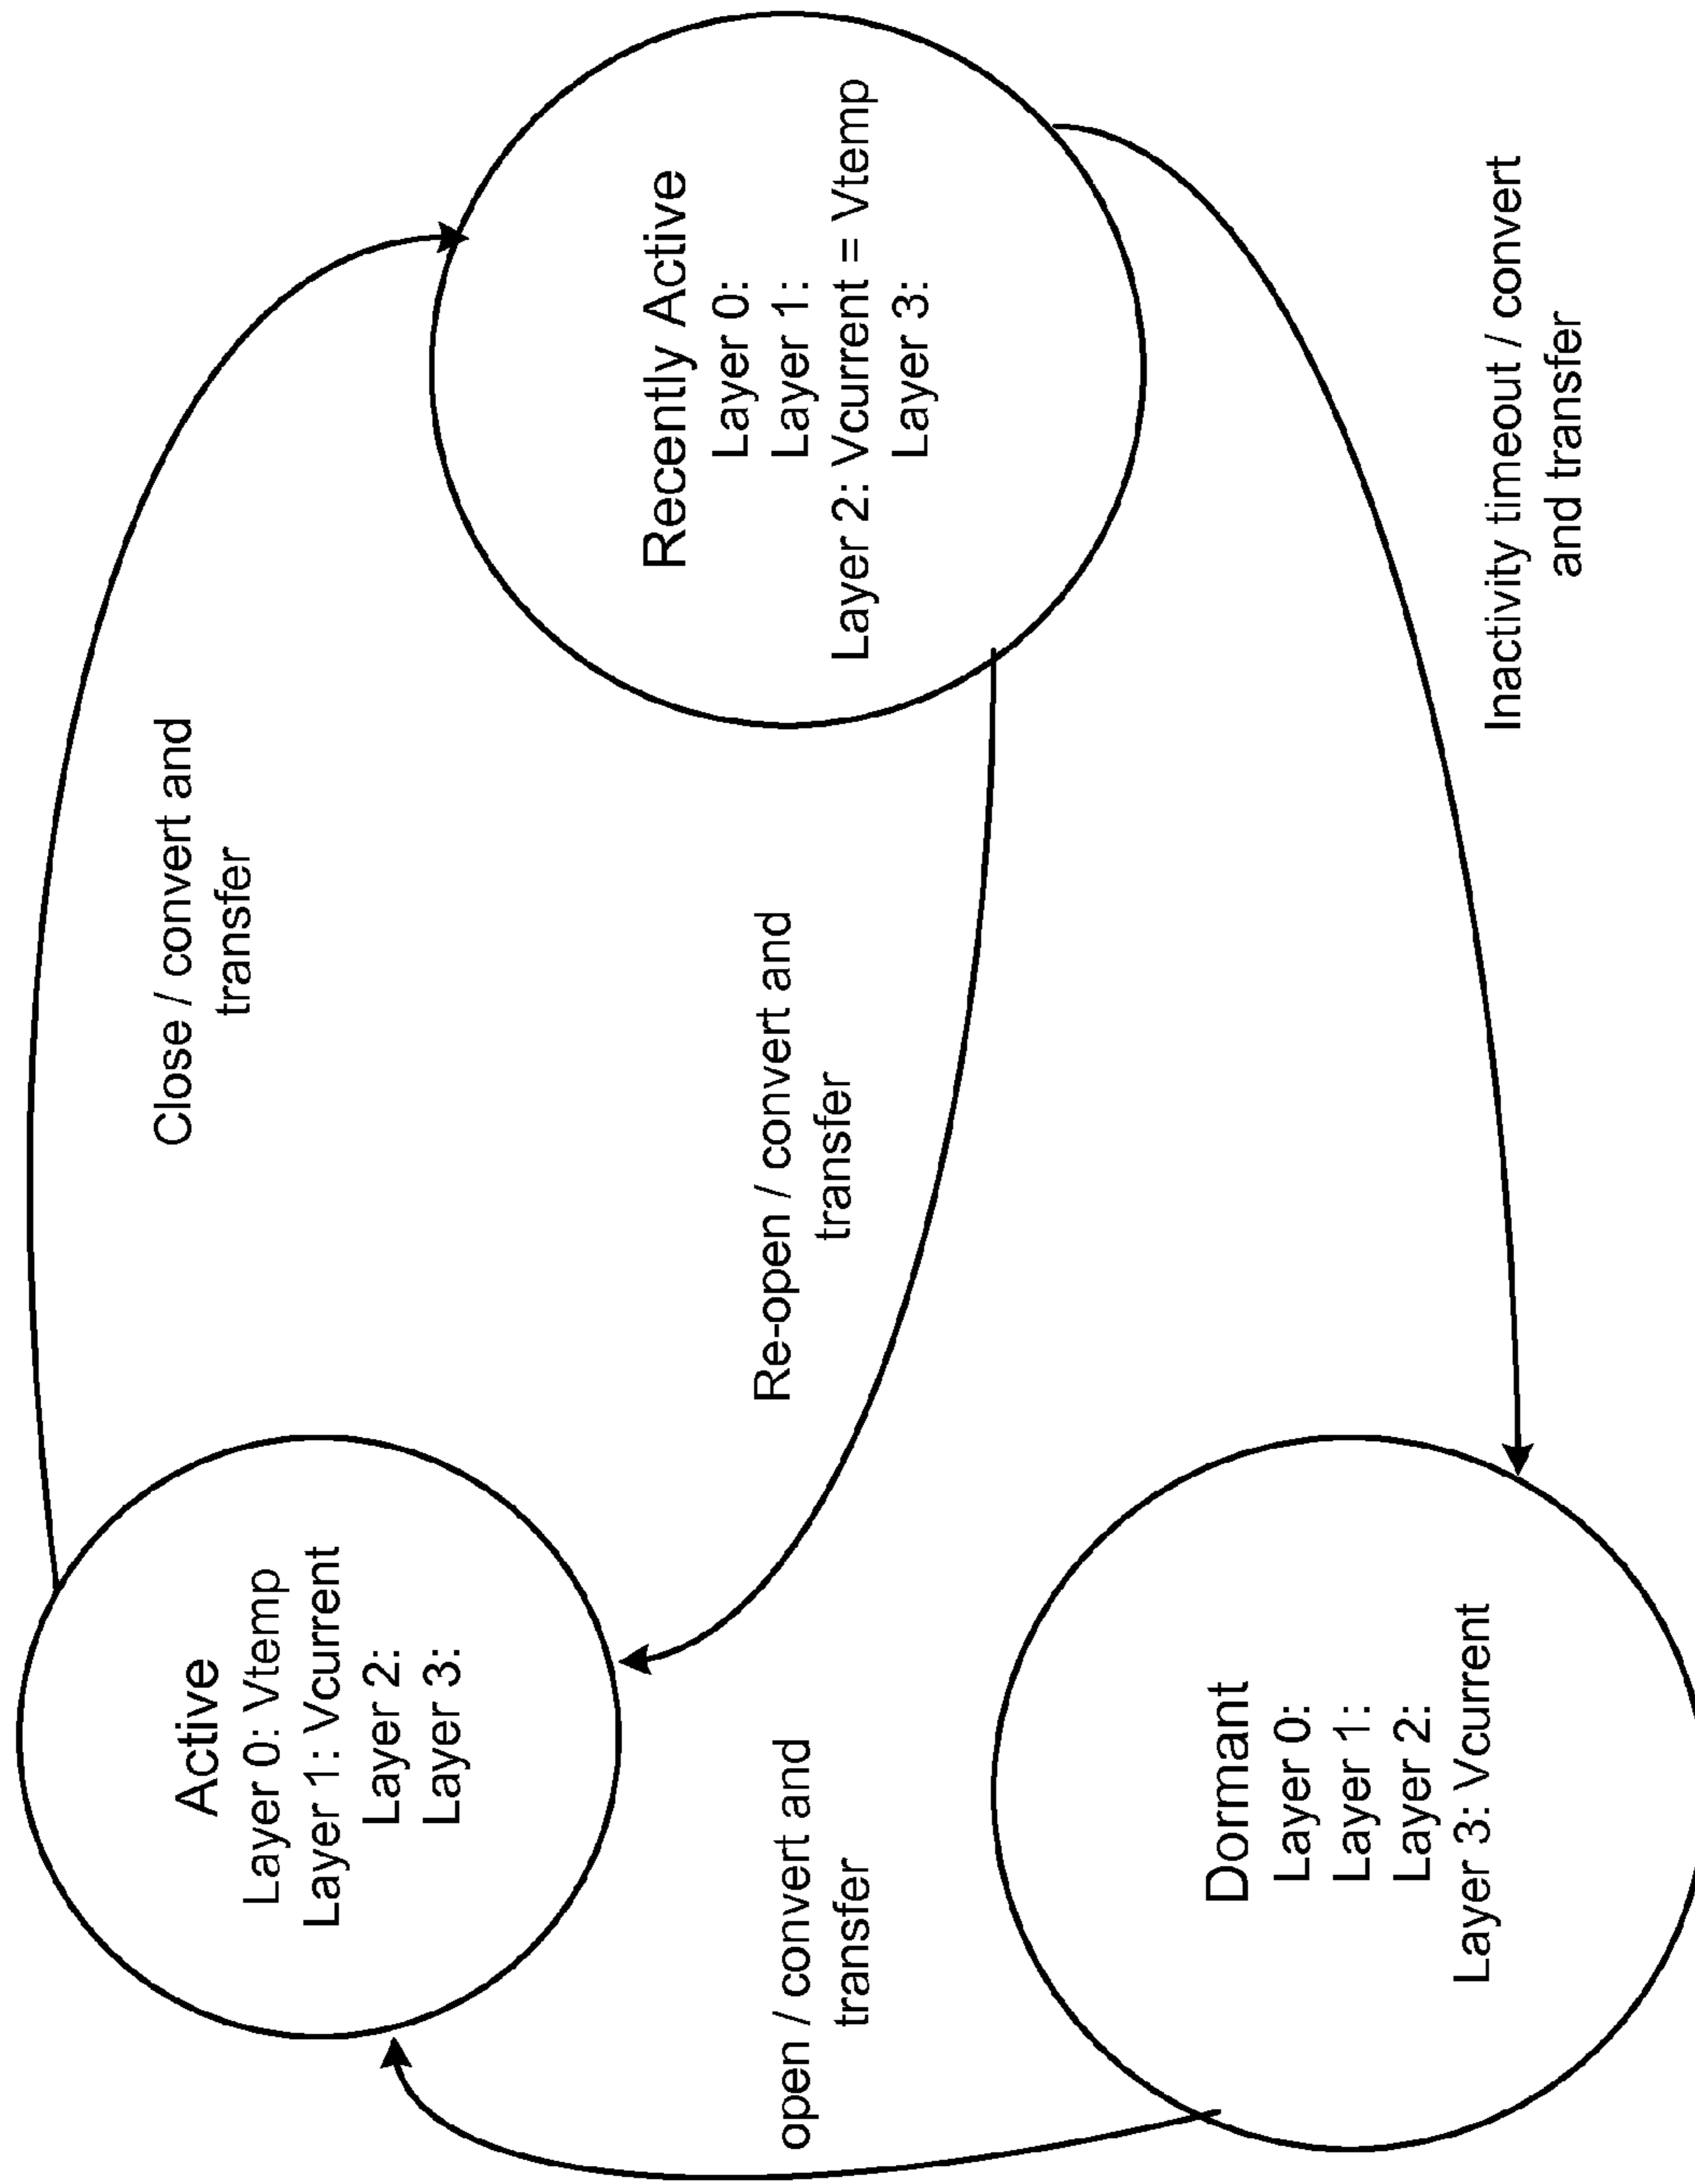 Active
Layer 0: Vtemp
Layer 1: Vcurrent
Layer 2:
Layer 3:
Close / convert and
transfer
Recently Active
Layer 0:
Layer 1:
Layer 2: Vcurrent = Vtemp
Layer 3:
Re-open / convert and
transfer
open / convert and
transfer
Dormant
Layer 0:
Layer 1:
Layer 2:
Layer 3: Vcurrent
Inactivity timeout / convert
and transfer